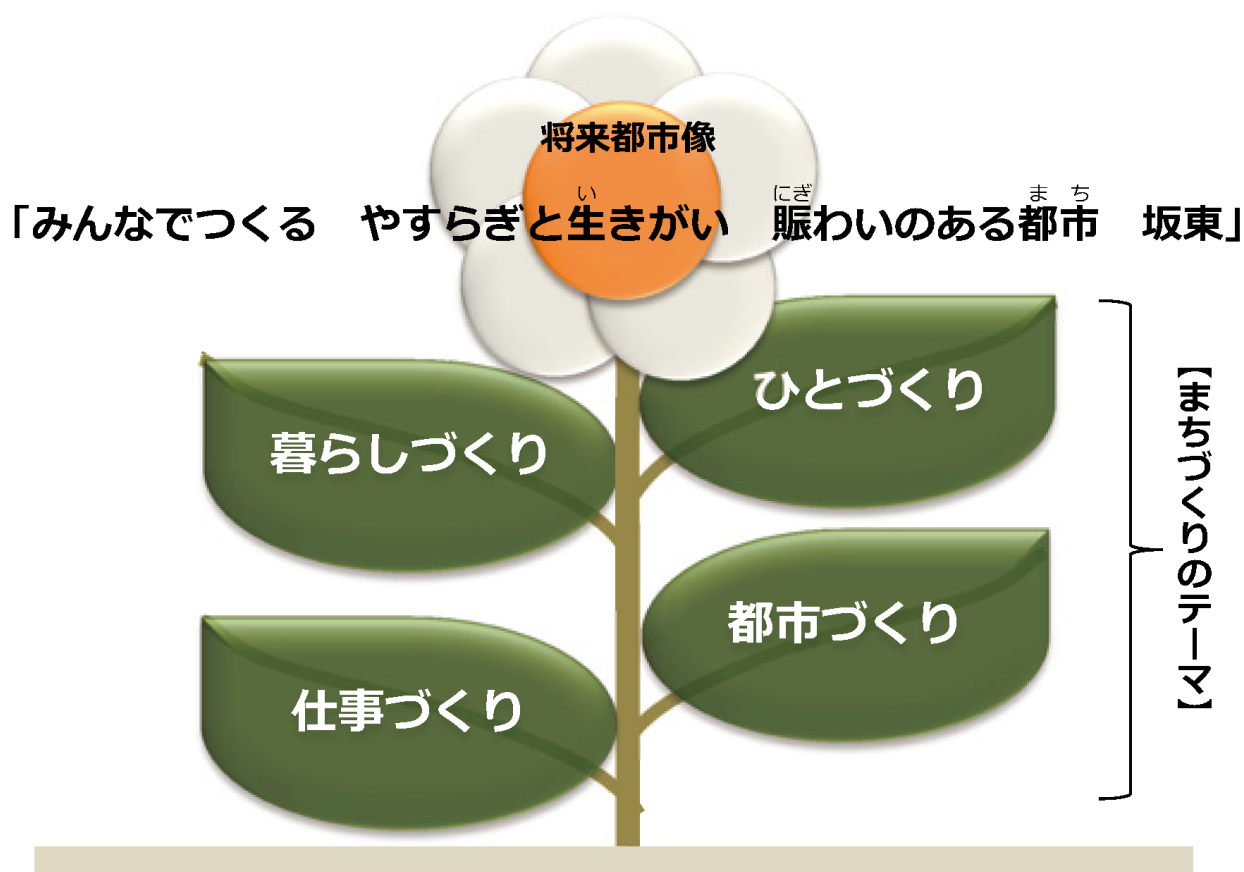 将来都市像
「みんなでつくる　やすらぎと生きがい　賑わいのある都市　坂東」
い
にぎ
まち
ひとづくり
暮らしづくり
都市づくり
仕事づくり
【まちづくりのテーマ】